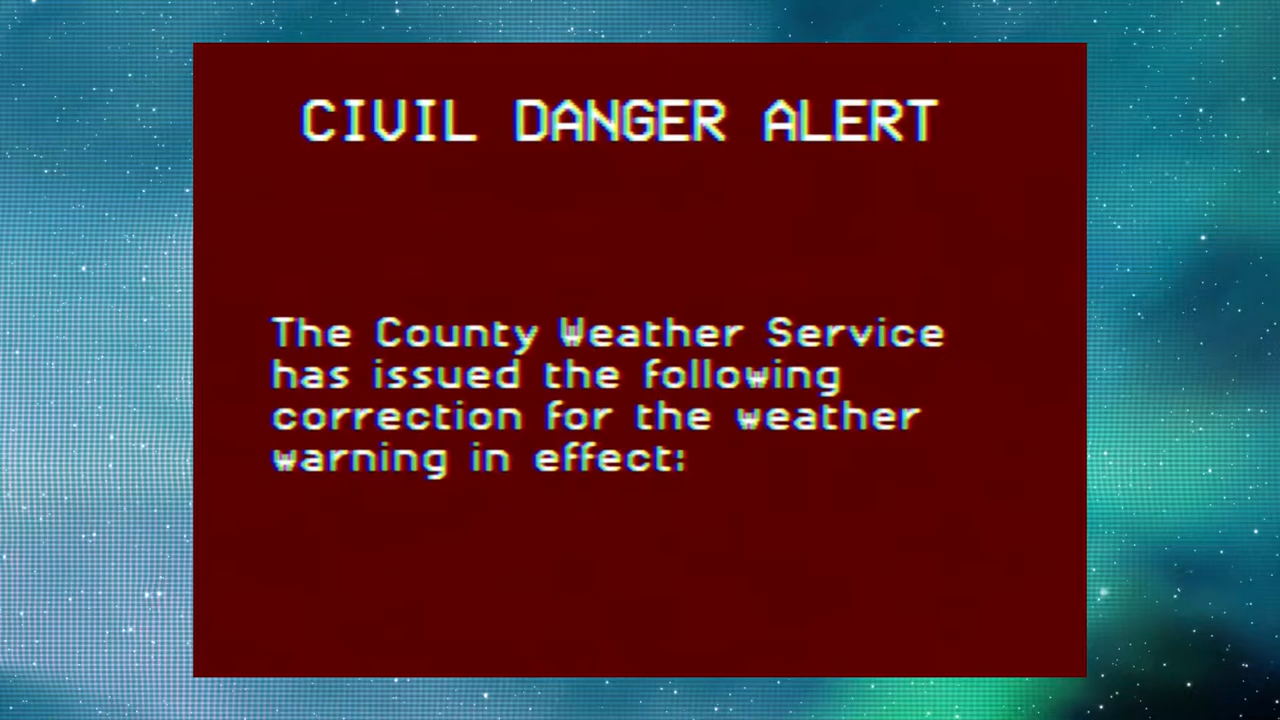 CIVIL DANGER ALERT
The County Weather Service
has issued the following
correction for the weather
warning in effect: